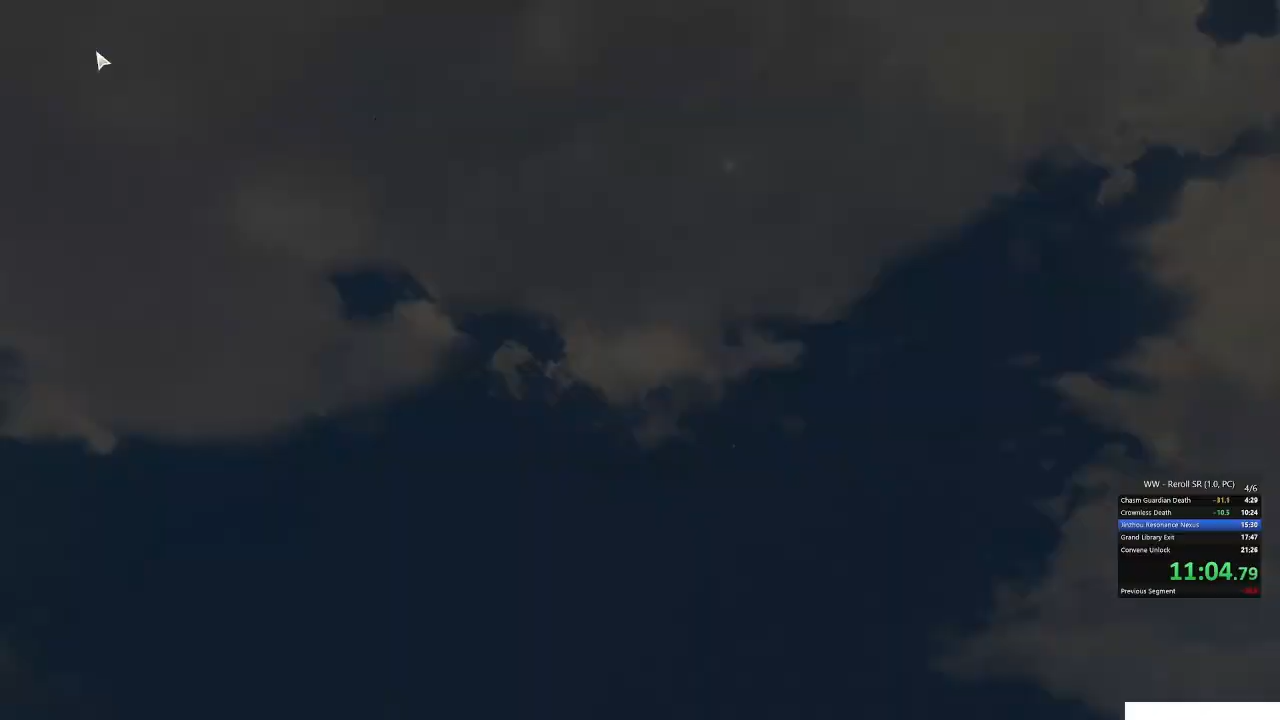 WW - Reroll SR (1.0, PC)
4/6
Chasm Guardian Death -31.1 4:29
Crownless Death -10.5 10:24
Jinzhou Resonance Nexus 15:30
Grand Library Exit 17:47
Convene Unlock 21:26
11:04.79
Previous Segment